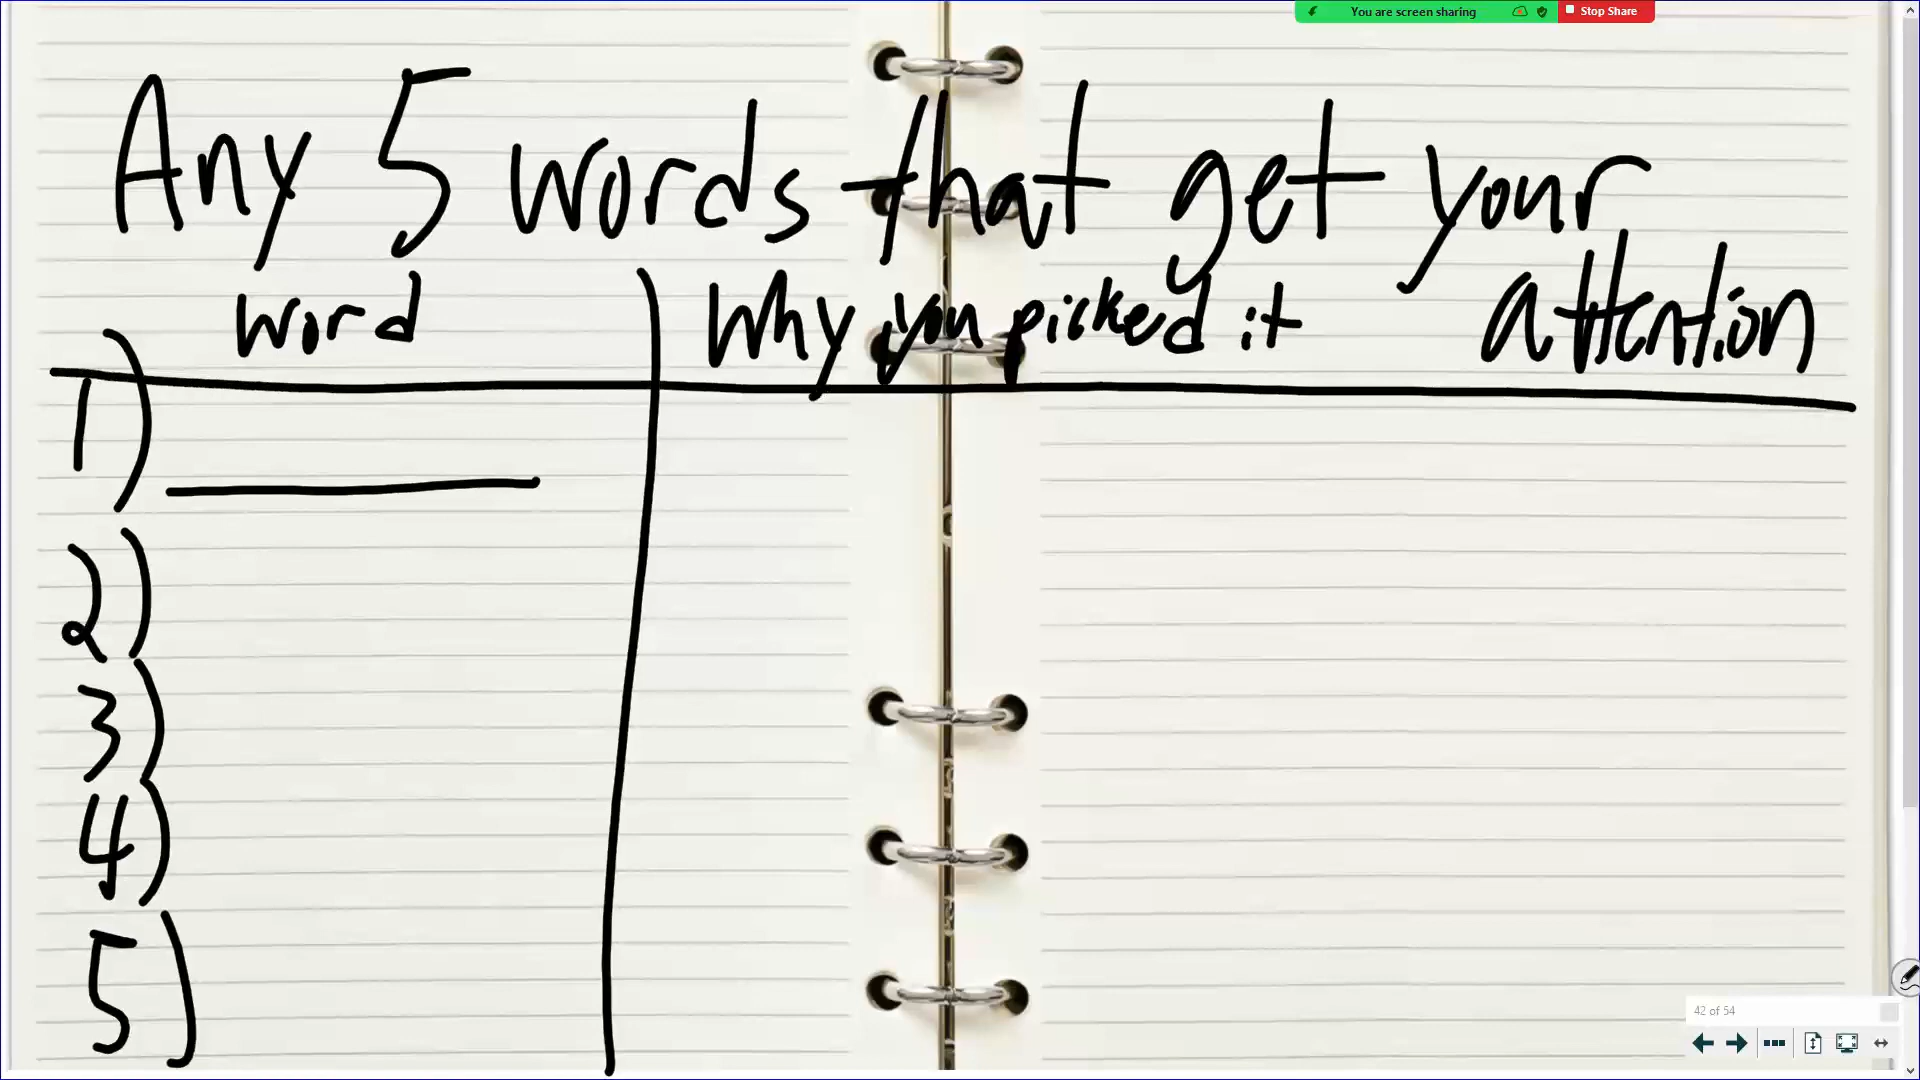 You are screen sharing Stop Share
Any 5 words that get your
attention
word Why you picked it
1)
2)
3)
4)
5)
42 of 54